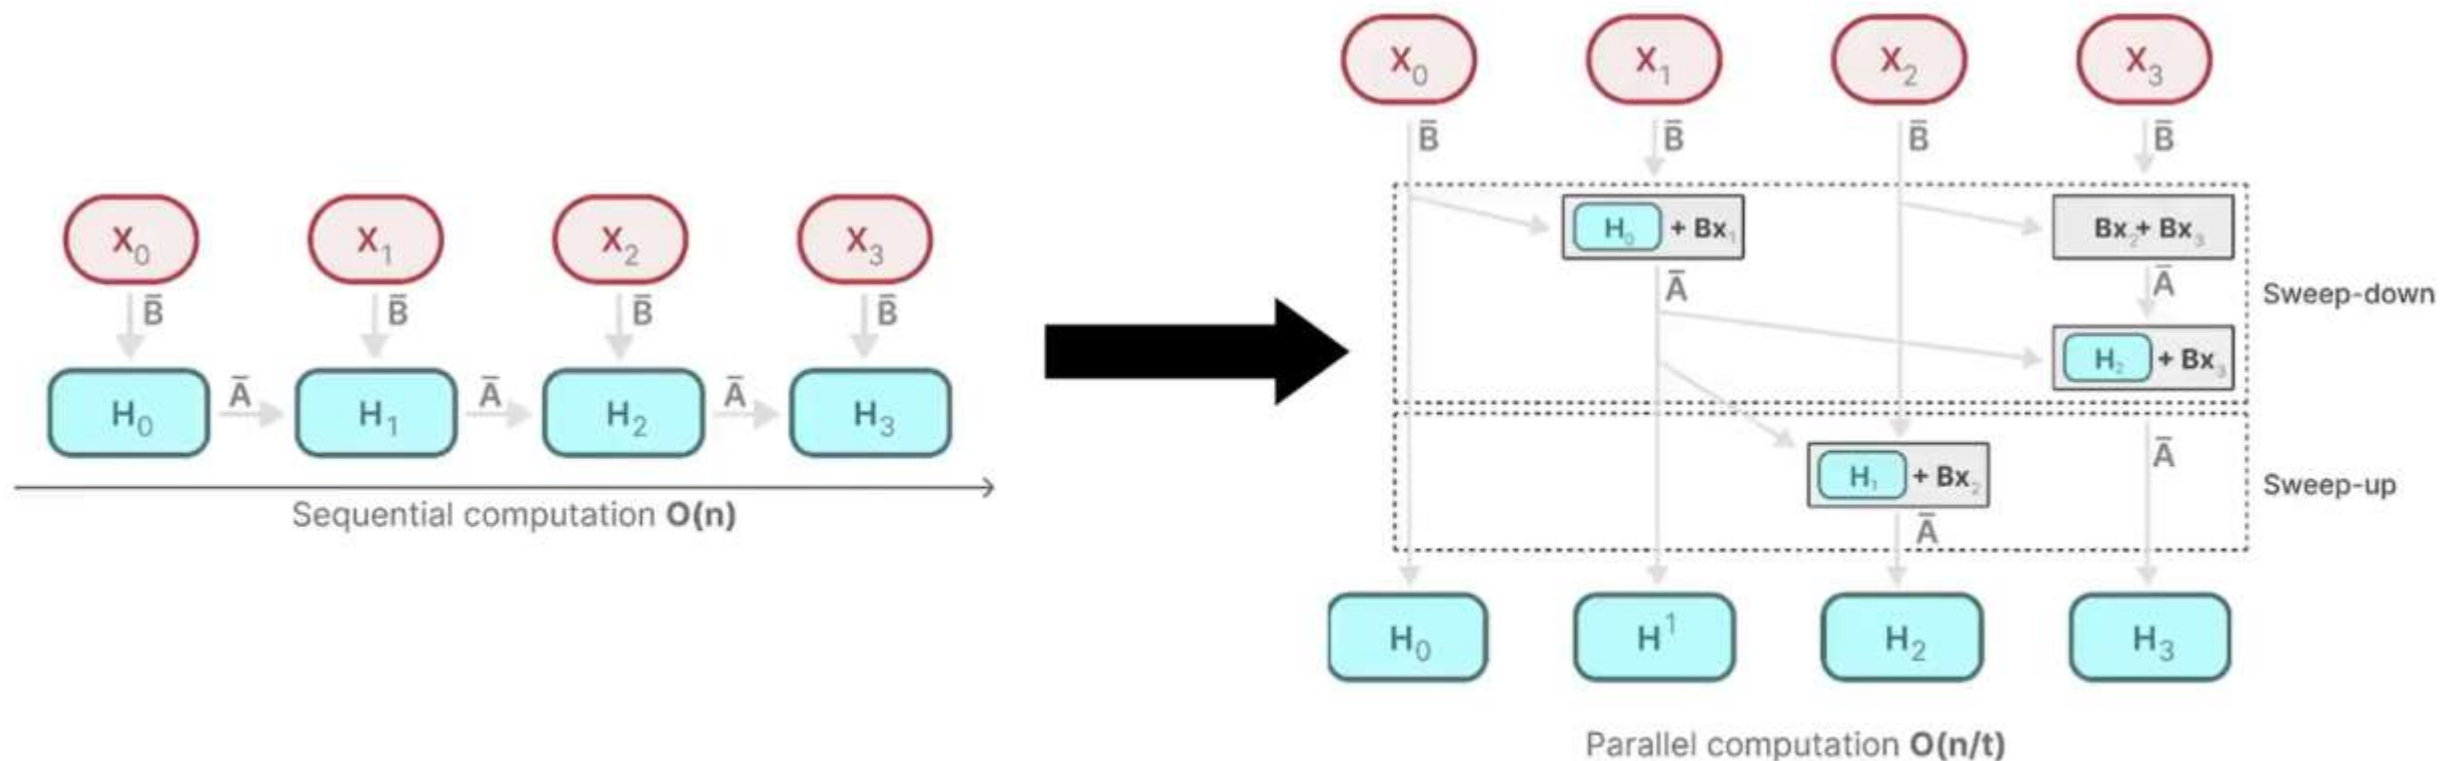 X₀ X₁ X₂ X₃
B̅ B̅ B̅ B̅
H₀ + Bx₁ Bx₂+ Bx₃
A̅ A̅
Sweep-down
H₂ + Bx₃
A̅
H₁ + Bx₂
Sweep-up
A̅
H₀ H¹ H₂ H₃
Parallel computation O(n/t)
X₀ X₁ X₂ X₃
B̅ B̅ B̅ B̅
A̅ A̅ A̅
H₀ H₁ H₂ H₃
Sequential computation O(n)